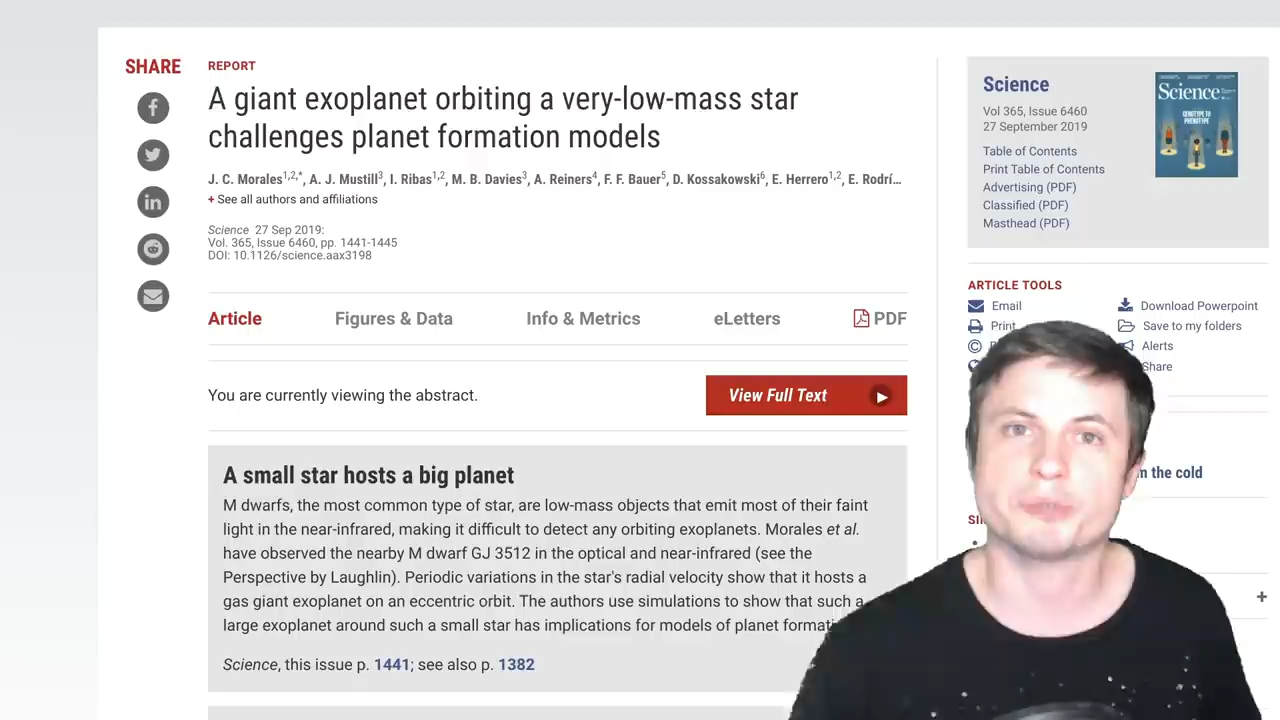 SHARE
REPORT
A giant exoplanet orbiting a very-low-mass star
challenges planet formation models
J. C. Morales1,2,*, A. J. Mustill3, I. Ribas1,2, M. B. Davies3, A. Reiners4, F. F. Bauer5, D. Kossakowski6, E. Herrero1,2, E. Rodrí...
+ See all authors and affiliations
Science 27 Sep 2019:
Vol. 365, Issue 6460, pp. 1441-1445
DOI: 10.1126/science.aax3198
Article Figures & Data Info & Metrics eLetters PDF
You are currently viewing the abstract.
View Full Text
A small star hosts a big planet
M dwarfs, the most common type of star, are low-mass objects that emit most of their faint
light in the near-infrared, making it difficult to detect any orbiting exoplanets. Morales et al.
have observed the nearby M dwarf GJ 3512 in the optical and near-infrared (see the
Perspective by Laughlin). Periodic variations in the star's radial velocity show that it hosts a
gas giant exoplanet on an eccentric orbit. The authors use simulations to show that such a
large exoplanet around such a small star has implications for models of planet formati
Science, this issue p. 1441; see also p. 1382
Science
Vol 365, Issue 6460
27 September 2019
Table of Contents
Print Table of Contents
Advertising (PDF)
Classified (PDF)
Masthead (PDF)
Science
GENOTYPE TO
PHENOTYPE
ARTICLE TOOLS
Email Download Powerpoint
Print Save to my folders
Alerts
Share
n the cold